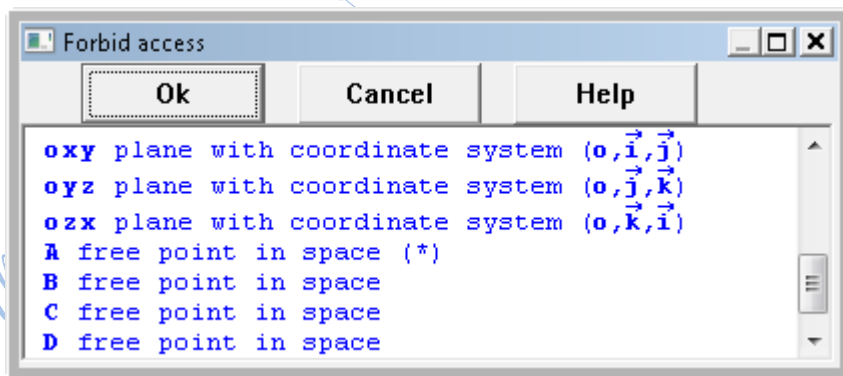 Forbid access
Ok Cancel Help
oxy plane with coordinate system (o,i⃗,j⃗)
oyz plane with coordinate system (o,j⃗,k⃗)
ozx plane with coordinate system (o,k⃗,i⃗)
A free point in space (*)
B free point in space
C free point in space
D free point in space